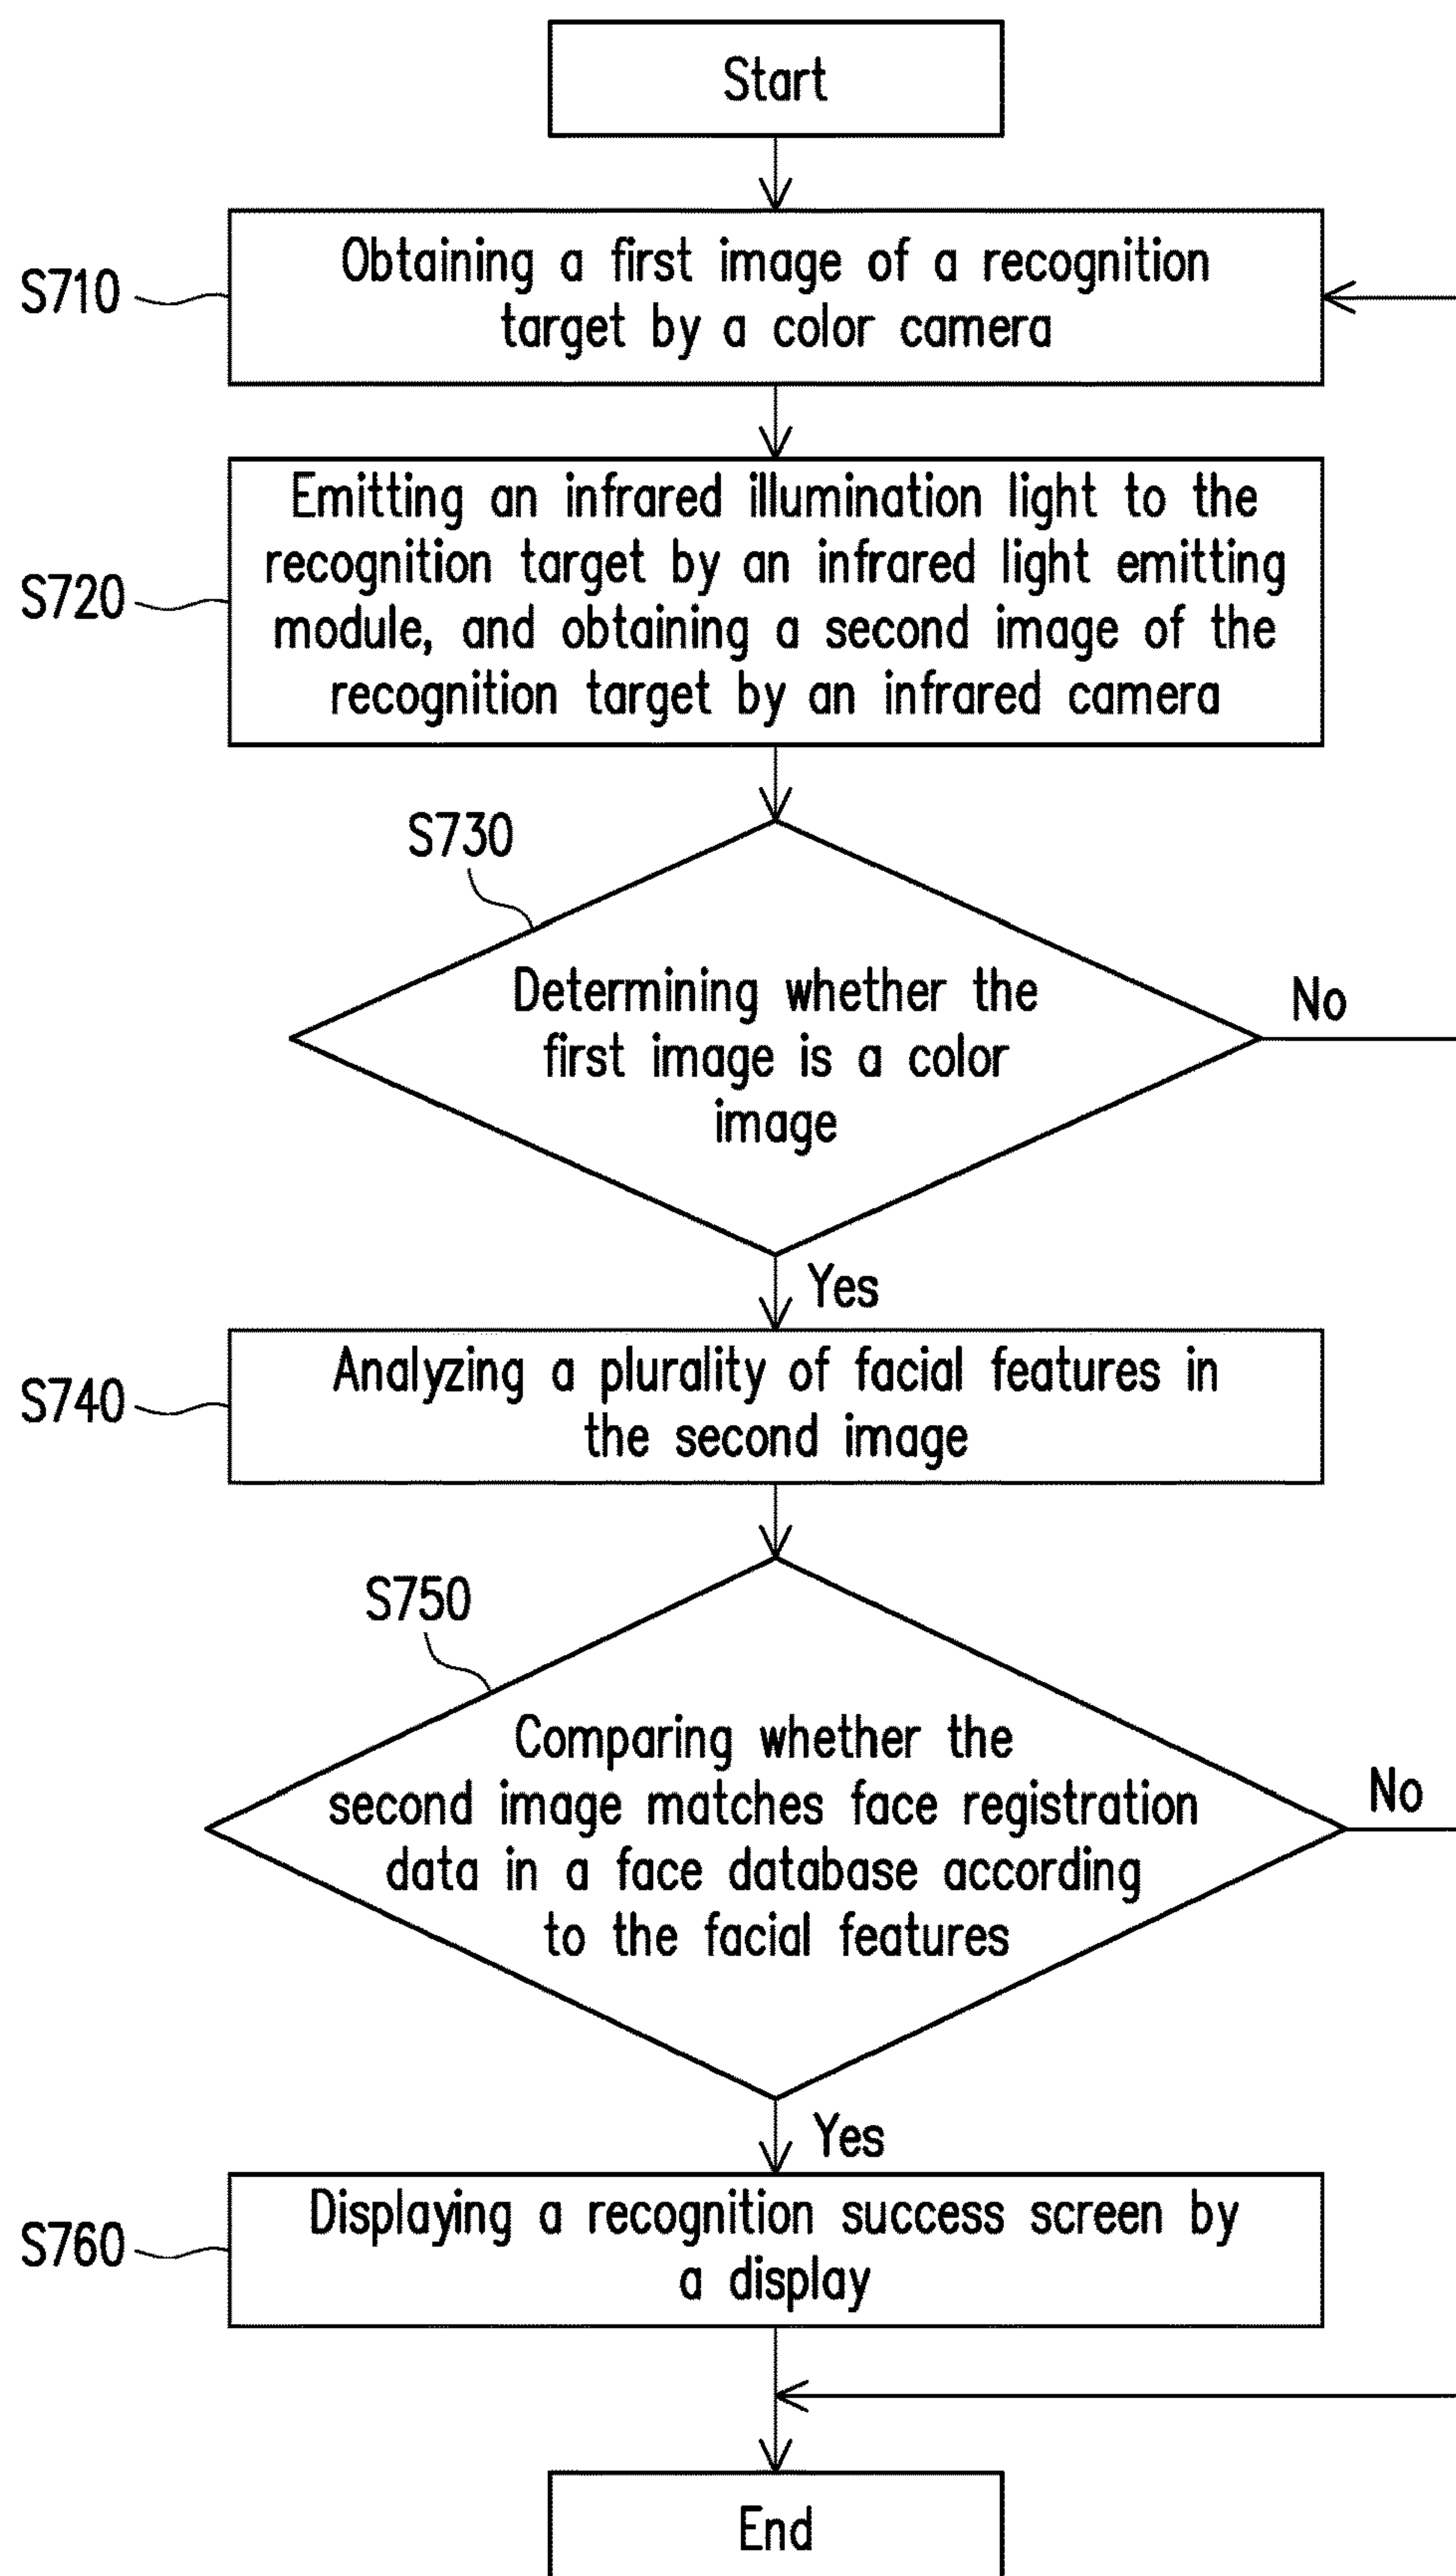 Start
S710
Obtaining a first image of a recognition
target by a color camera
S720
Emitting an infrared illumination light to the
recognition target by an infrared light emitting
module, and obtaining a second image of the
recognition target by an infrared camera
S730
Determining whether the
first image is a color
image
No
Yes
S740
Analyzing a plurality of facial features in
the second image
S750
Comparing whether the
second image matches face registration
data in a face database according
to the facial features
No
Yes
S760
Displaying a recognition success screen by
a display
End